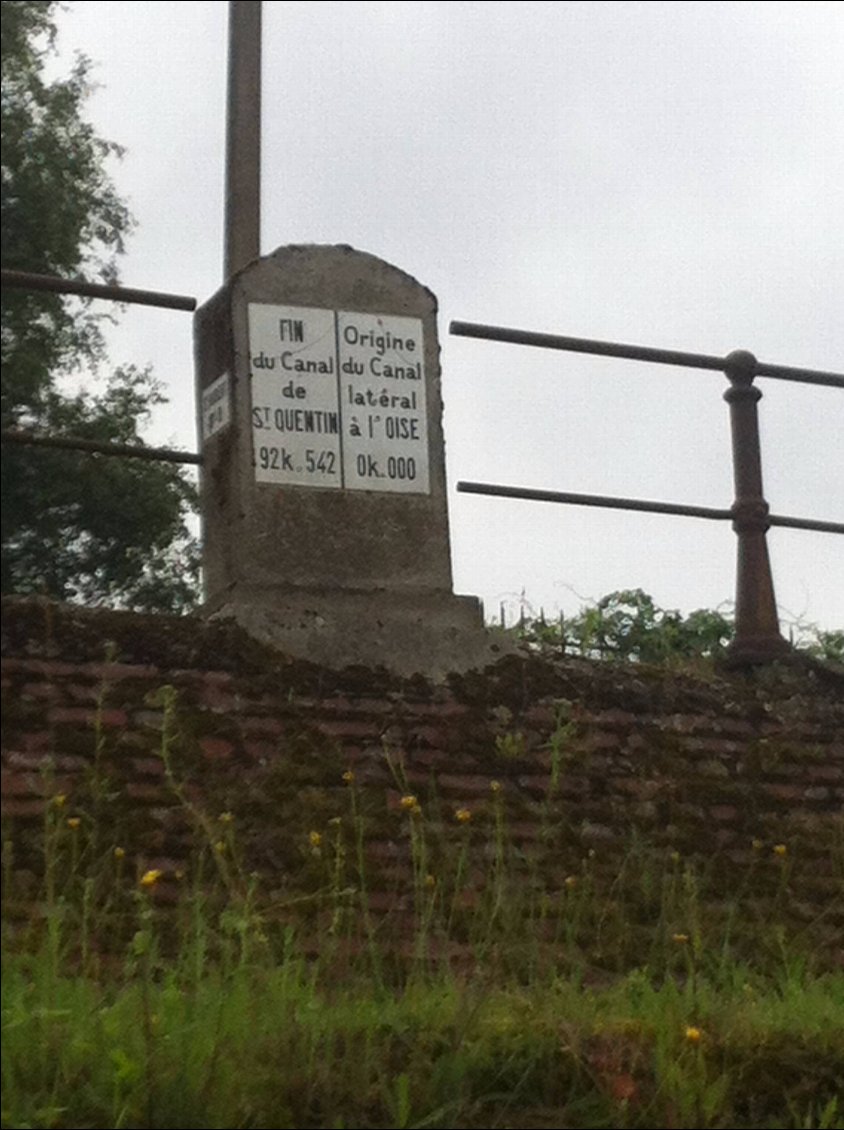 FIN
du Canal
de
ST QUENTIN
92k.542
Origine
du Canal
latéral
à l'OISE
0k.000